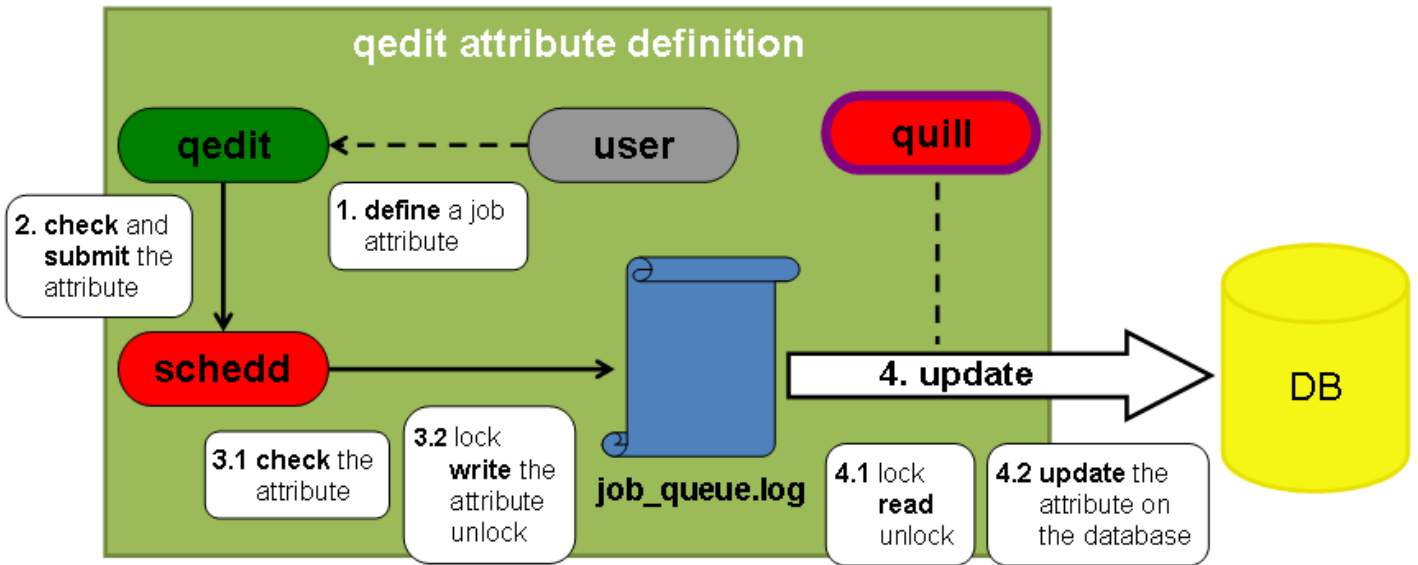 qedit attribute definition
qedit
user
quill
1. define a job
attribute
2. check and
submit the
attribute
schedd
4. update
DB
3.1 check the
attribute
3.2 lock
write the
attribute
unlock
job_queue.log
4.1 lock
read
unlock
4.2 update the
attribute on
the database